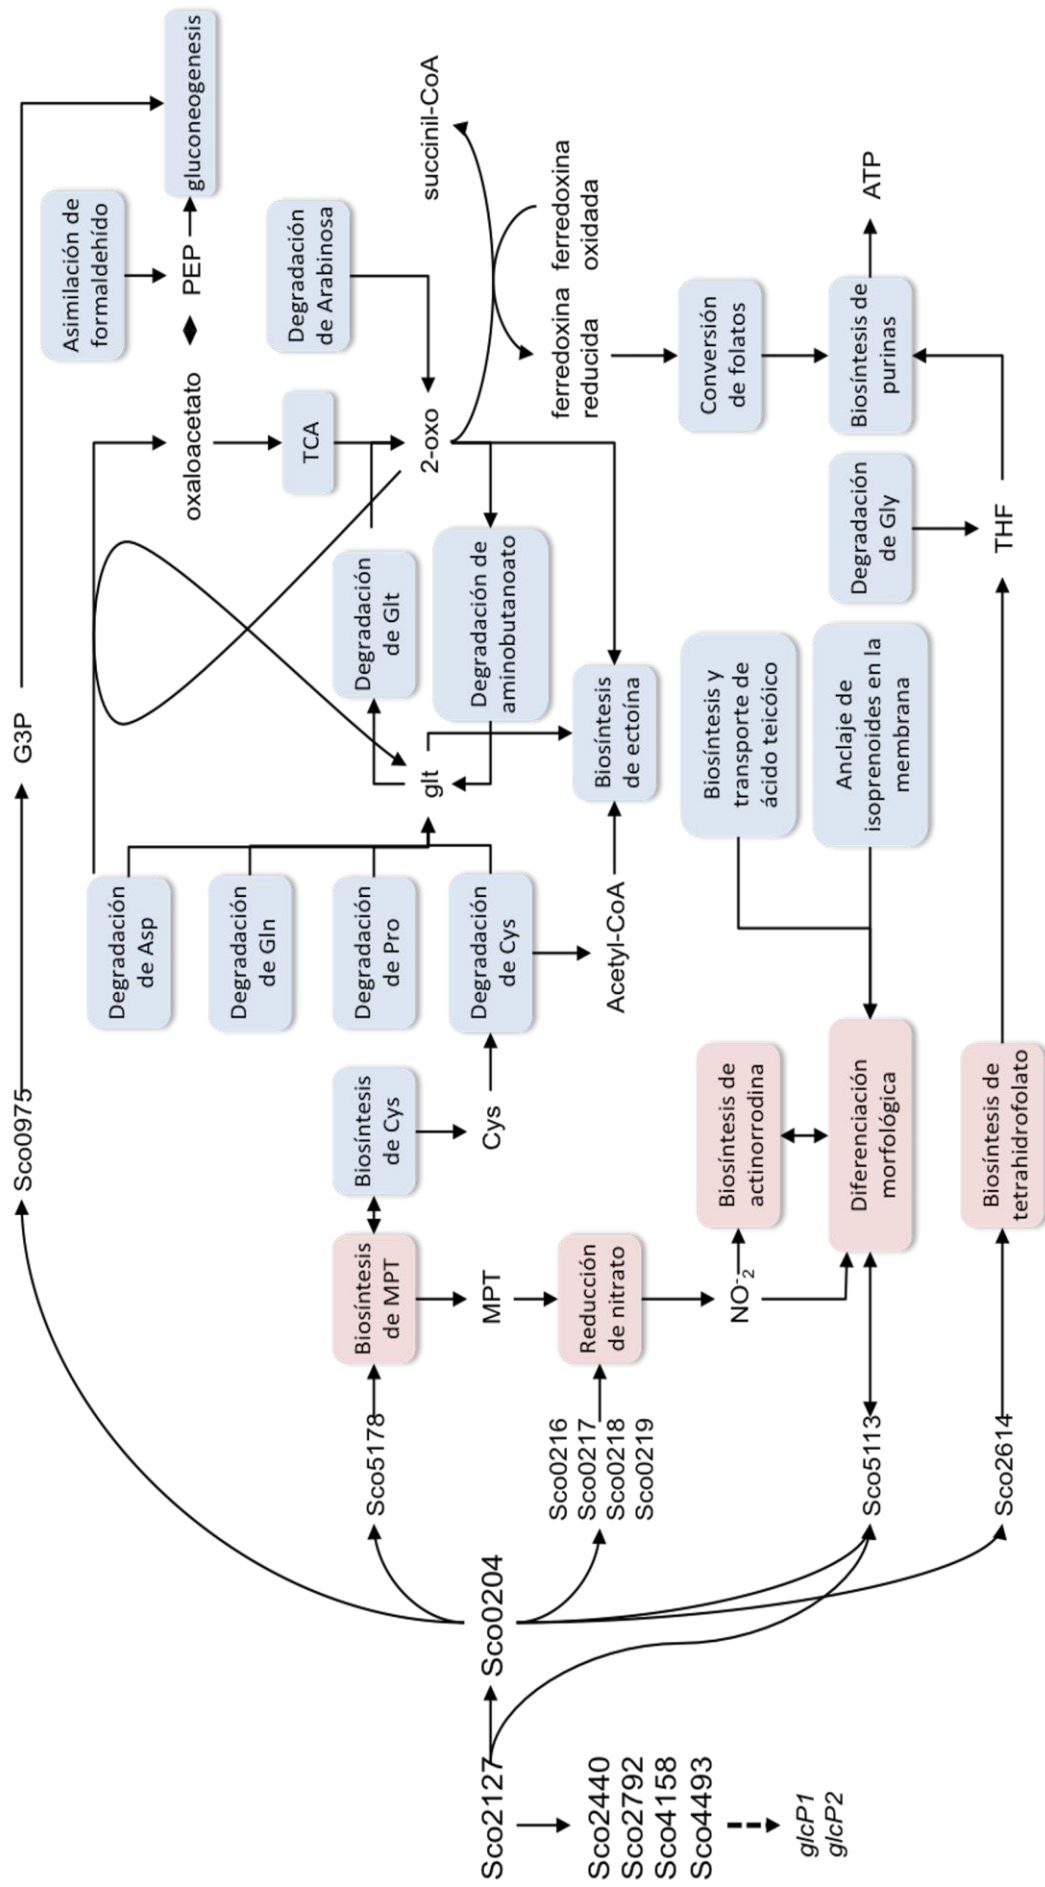 Sco2127
Sco2440
Sco2792
Sco4158
Sco4493
glcP1
glcP2
Sco0204
Sco0975
G3P
gluconeogenesis
Asimilación de
formaldehído
PEP
oxaloacetato
TCA
Degradación
de Arabinosa
2-oxo
succinil-CoA
ferredoxina
reducida
ferredoxina
oxidada
Degradación
de Asp
Degradación
de Gln
Degradación
de Pro
Degradación
de Cys
glt
Degradación
de Glt
Degradación de
aminobutanoato
Biosíntesis
de ectoína
Acetyl-CoA
Sco5178
Biosíntesis
de MPT
Biosíntesis
de Cys
Cys
MPT
Sco0216
Sco0217
Sco0218
Sco0219
Reducción
de nitrato
NO⁻₂
Biosíntesis de
actinorrodina
Biosíntesis y
transporte de
ácido teicóico
Anclaje de
isoprenoides en la
membrana
Sco5113
Diferenciación
morfológica
Conversión
de folatos
Biosíntesis de
purinas
ATP
Degradación
de Gly
Sco2614
Biosíntesis de
tetrahidrofolato
THF